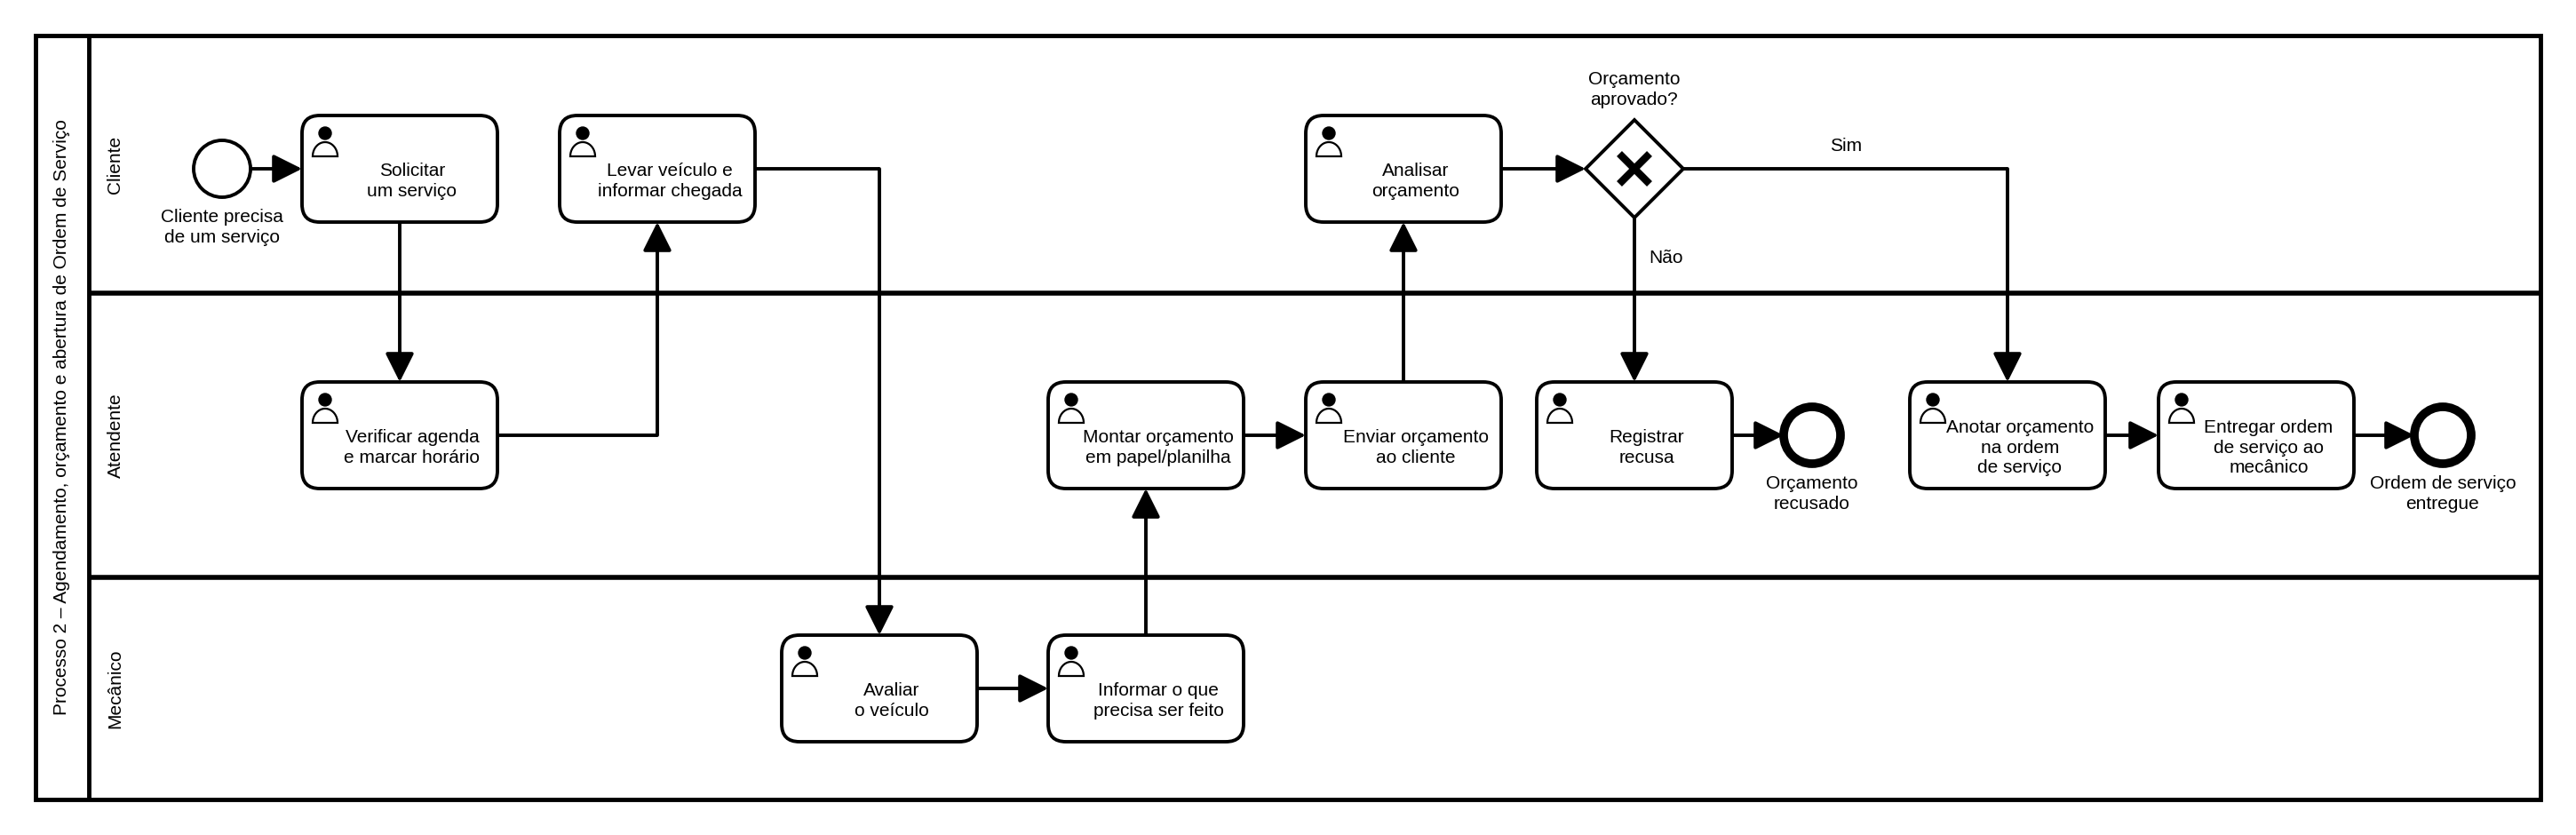 Processo 2 – Agendamento, orçamento e abertura de Ordem de Serviço
Cliente
Cliente precisa
de um serviço
Solicitar
um serviço
Levar veículo e
informar chegada
Analisar
orçamento
Orçamento
aprovado?
Sim
Não
Atendente
Verificar agenda
e marcar horário
Montar orçamento
em papel/planilha
Enviar orçamento
ao cliente
Registrar
recusa
Orçamento
recusado
Anotar orçamento
na ordem
de serviço
Entregar ordem
de serviço ao
mecânico
Ordem de serviço
entregue
Mecânico
Avaliar
o veículo
Informar o que
precisa ser feito